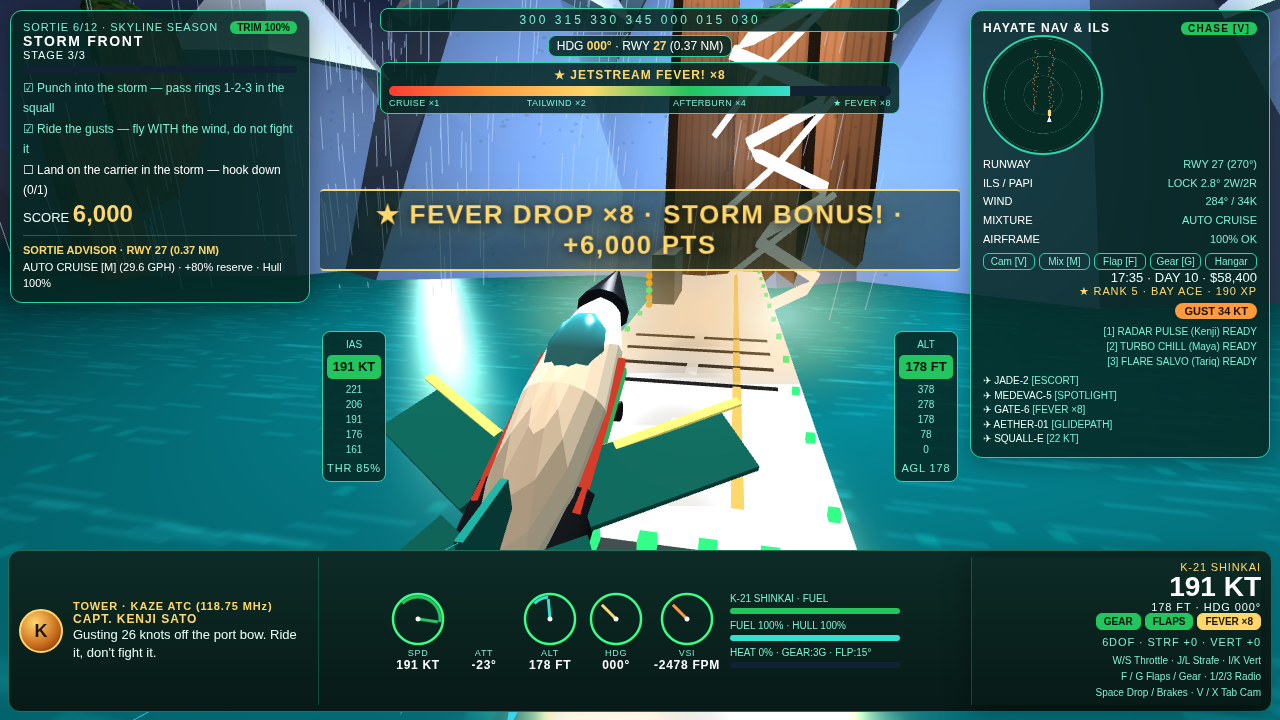 SORTIE 6/12 · SKYLINE SEASON
TRIM 100%
STORM FRONT
STAGE 3/3
☑ Punch into the storm — pass rings 1-2-3 in the
squall
☑ Ride the gusts — fly WITH the wind, do not fight
it
☐ Land on the carrier in the storm — hook down
(0/1)
SCORE 6,000
SORTIE ADVISOR · RWY 27 (0.37 NM)
AUTO CRUISE [M] (29.6 GPH) · +80% reserve · Hull
100%
300 315 330 345 000 015 030
HDG 000° · RWY 27 (0.37 NM)
★ JETSTREAM FEVER! ×8
CRUISE ×1 TAILWIND ×2 AFTERBURN ×4 ★ FEVER ×8
★ FEVER DROP ×8 · STORM BONUS! ·
+6,000 PTS
IAS
191 KT
221
206
191
176
161
THR 85%
ALT
178 FT
378
278
178
78
0
AGL 178
HAYATE NAV & ILS
CHASE [V]
RUNWAY RWY 27 (270°)
ILS / PAPI LOCK 2.8° 2W/2R
WIND 284° / 34K
MIXTURE AUTO CRUISE
AIRFRAME 100% OK
Cam [V] Mix [M] Flap [F] Gear [G] Hangar
17:35 · DAY 10 · $58,400
★ RANK 5 · BAY ACE · 190 XP
GUST 34 KT
[1] RADAR PULSE (Kenji) READY
[2] TURBO CHILL (Maya) READY
[3] FLARE SALVO (Tariq) READY
✈ JADE-2 [ESCORT]
✈ MEDEVAC-5 [SPOTLIGHT]
✈ GATE-6 [FEVER ×8]
✈ AETHER-01 [GLIDEPATH]
✈ SQUALL-E [22 KT]
K
TOWER · KAZE ATC (118.75 MHz)
CAPT. KENJI SATO
Gusting 26 knots off the port bow. Ride
it, don't fight it.
SPD
191 KT
ATT
-23°
ALT
178 FT
HDG
000°
VSI
-2478 FPM
K-21 SHINKAI · FUEL
FUEL 100% · HULL 100%
HEAT 0% · GEAR:3G · FLP:15°
K-21 SHINKAI
191 KT
178 FT · HDG 000°
GEAR FLAPS FEVER ×8
6DOF · STRF +0 · VERT +0
W/S Throttle · J/L Strafe · I/K Vert
F / G Flaps / Gear · 1/2/3 Radio
Space Drop / Brakes · V / X Tab Cam